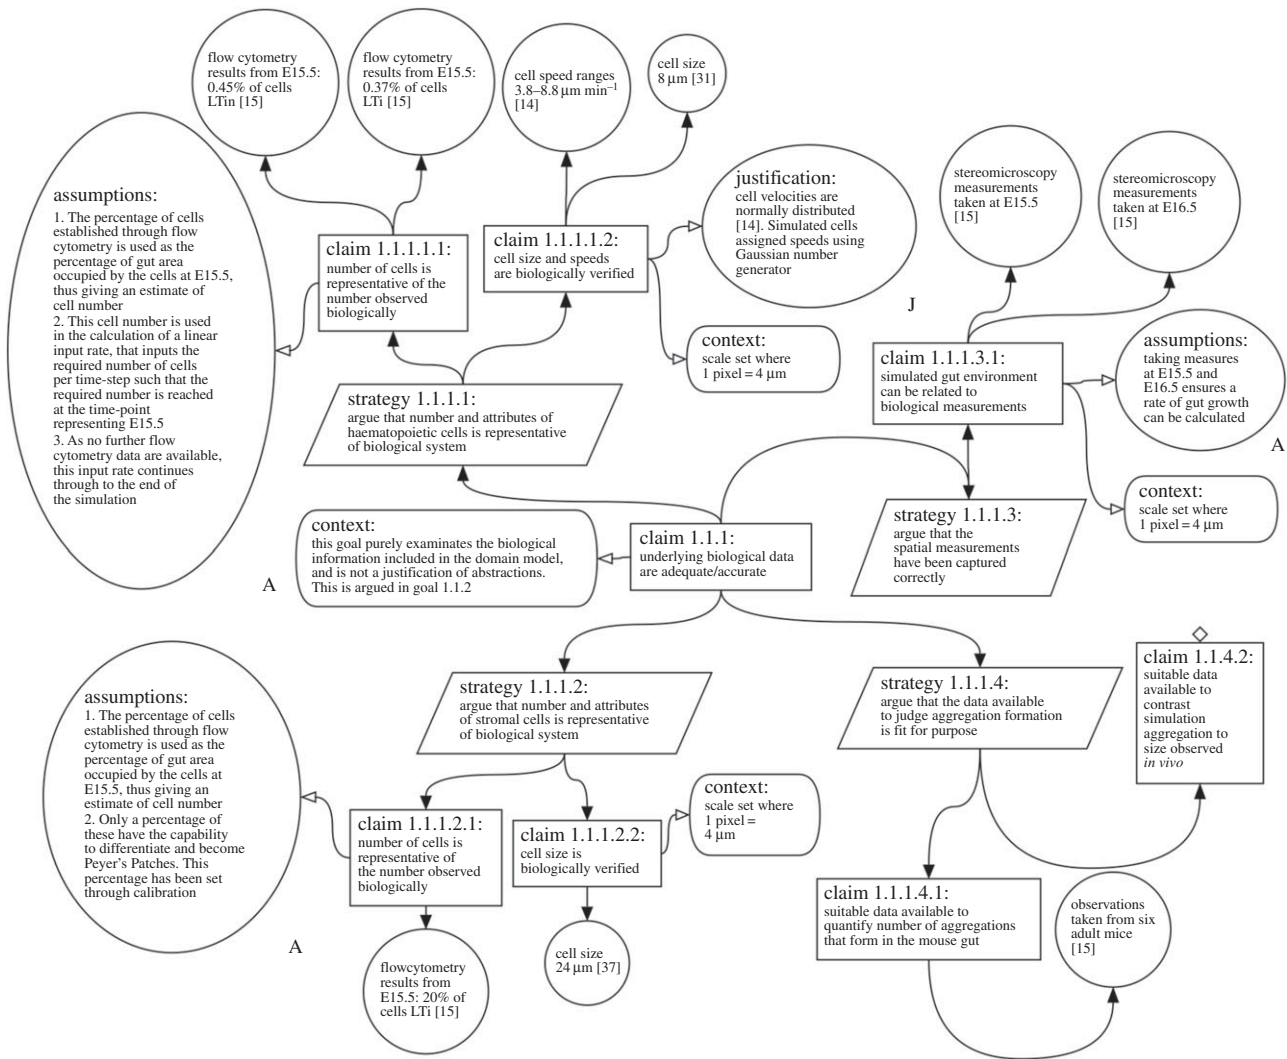 flow cytometry
results from E15.5:
0.45% of cells
LTin [15]
flow cytometry
results from E15.5:
0.37% of cells
LTi [15]
cell speed ranges
3.8–8.8 µm min⁻¹
[14]
cell size
8 µm [31]
assumptions:
1. The percentage of cells
established through flow
cytometry is used as the
percentage of gut area
occupied by the cells at E15.5,
thus giving an estimate of
cell number
2. This cell number is used
in the calculation of a linear
input rate, that inputs the
required number of cells
per time-step such that the
required number is reached
at the time-point
representing E15.5
3. As no further flow
cytometry data are available,
this input rate continues
through to the end of
the simulation
A
claim 1.1.1.1.1:
number of cells is
representative of the
number observed
biologically
claim 1.1.1.1.2:
cell size and speeds
are biologically verified
justification:
cell velocities are
normally distributed
[14]. Simulated cells
assigned speeds using
Gaussian number
generator
J
context:
scale set where
1 pixel = 4 µm
stereomicroscopy
measurements
taken at E15.5
[15]
stereomicroscopy
measurements
taken at E16.5
[15]
claim 1.1.1.3.1:
simulated gut environment
can be related to
biological measurements
assumptions:
taking measures
at E15.5 and
E16.5 ensures a
rate of gut growth
can be calculated
A
context:
scale set where
1 pixel = 4 µm
strategy 1.1.1.1:
argue that number and attributes of
haematopoietic cells is representative
of biological system
strategy 1.1.1.3:
argue that the
spatial measurements
have been captured
correctly
context:
this goal purely examinates the biological
information included in the domain model,
and is not a justification of abstractions.
This is argued in goal 1.1.2
claim 1.1.1:
underlying biological data
are adequate/accurate
strategy 1.1.1.2:
argue that number and attributes
of stromal cells is representative
of biological system
strategy 1.1.1.4:
argue that the data available
to judge aggregation formation
is fit for purpose
claim 1.1.4.2:
suitable data
available to
contrast
simulation
aggregation to
size observed
in vivo
assumptions:
1. The percentage of cells
established through flow
cytometry is used as the
percentage of gut area
occupied by the cells at
E15.5, thus giving an
estimate of cell number
2. Only a percentage of
these have the capability
to differentiate and become
Peyer's Patches. This
percentage has been set
through calibration
A
claim 1.1.1.2.1:
number of cells is
representative of
the number observed
biologically
claim 1.1.1.2.2:
cell size is
biologically verified
context:
scale set where
1 pixel =
4 µm
flowcytometry
results from
E15.5: 20% of
cells LTi [15]
cell size
24 µm [37]
claim 1.1.1.4.1:
suitable data available to
quantify number of aggregations
that form in the mouse gut
observations
taken from six
adult mice
[15]